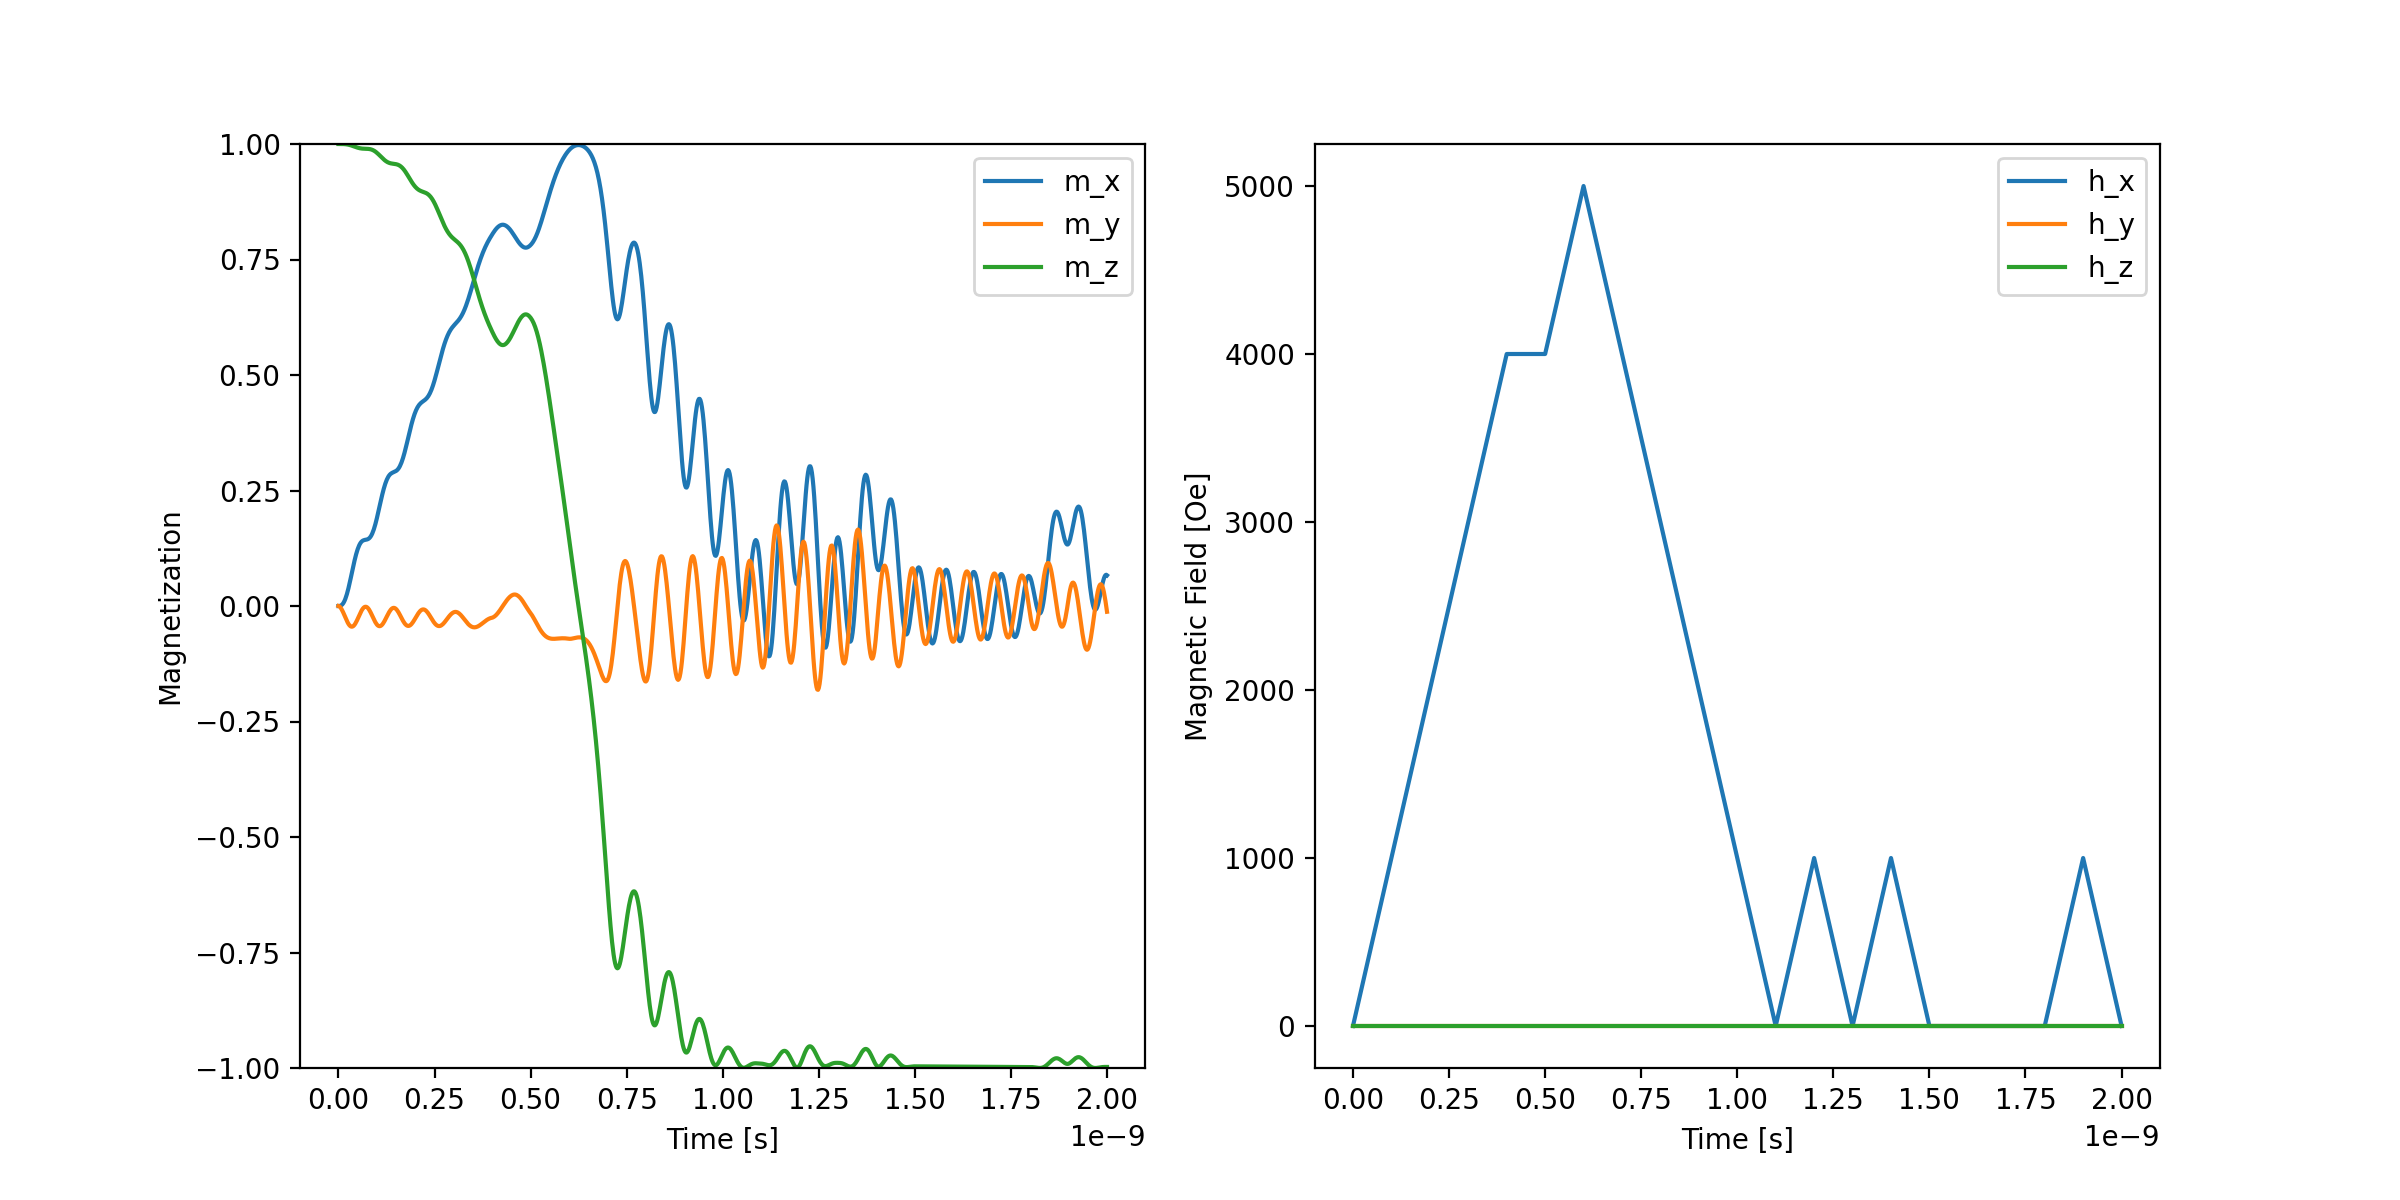 1.00
0.75
0.50
0.25
0.00
−0.25
−0.50
−0.75
−1.00
Magnetization
0.00 0.25 0.50 0.75 1.00 1.25 1.50 1.75 2.00
Time [s]
1e−9
m_x
m_y
m_z
5000
4000
3000
2000
1000
0
Magnetic Field [Oe]
0.00 0.25 0.50 0.75 1.00 1.25 1.50 1.75 2.00
Time [s]
1e−9
h_x
h_y
h_z